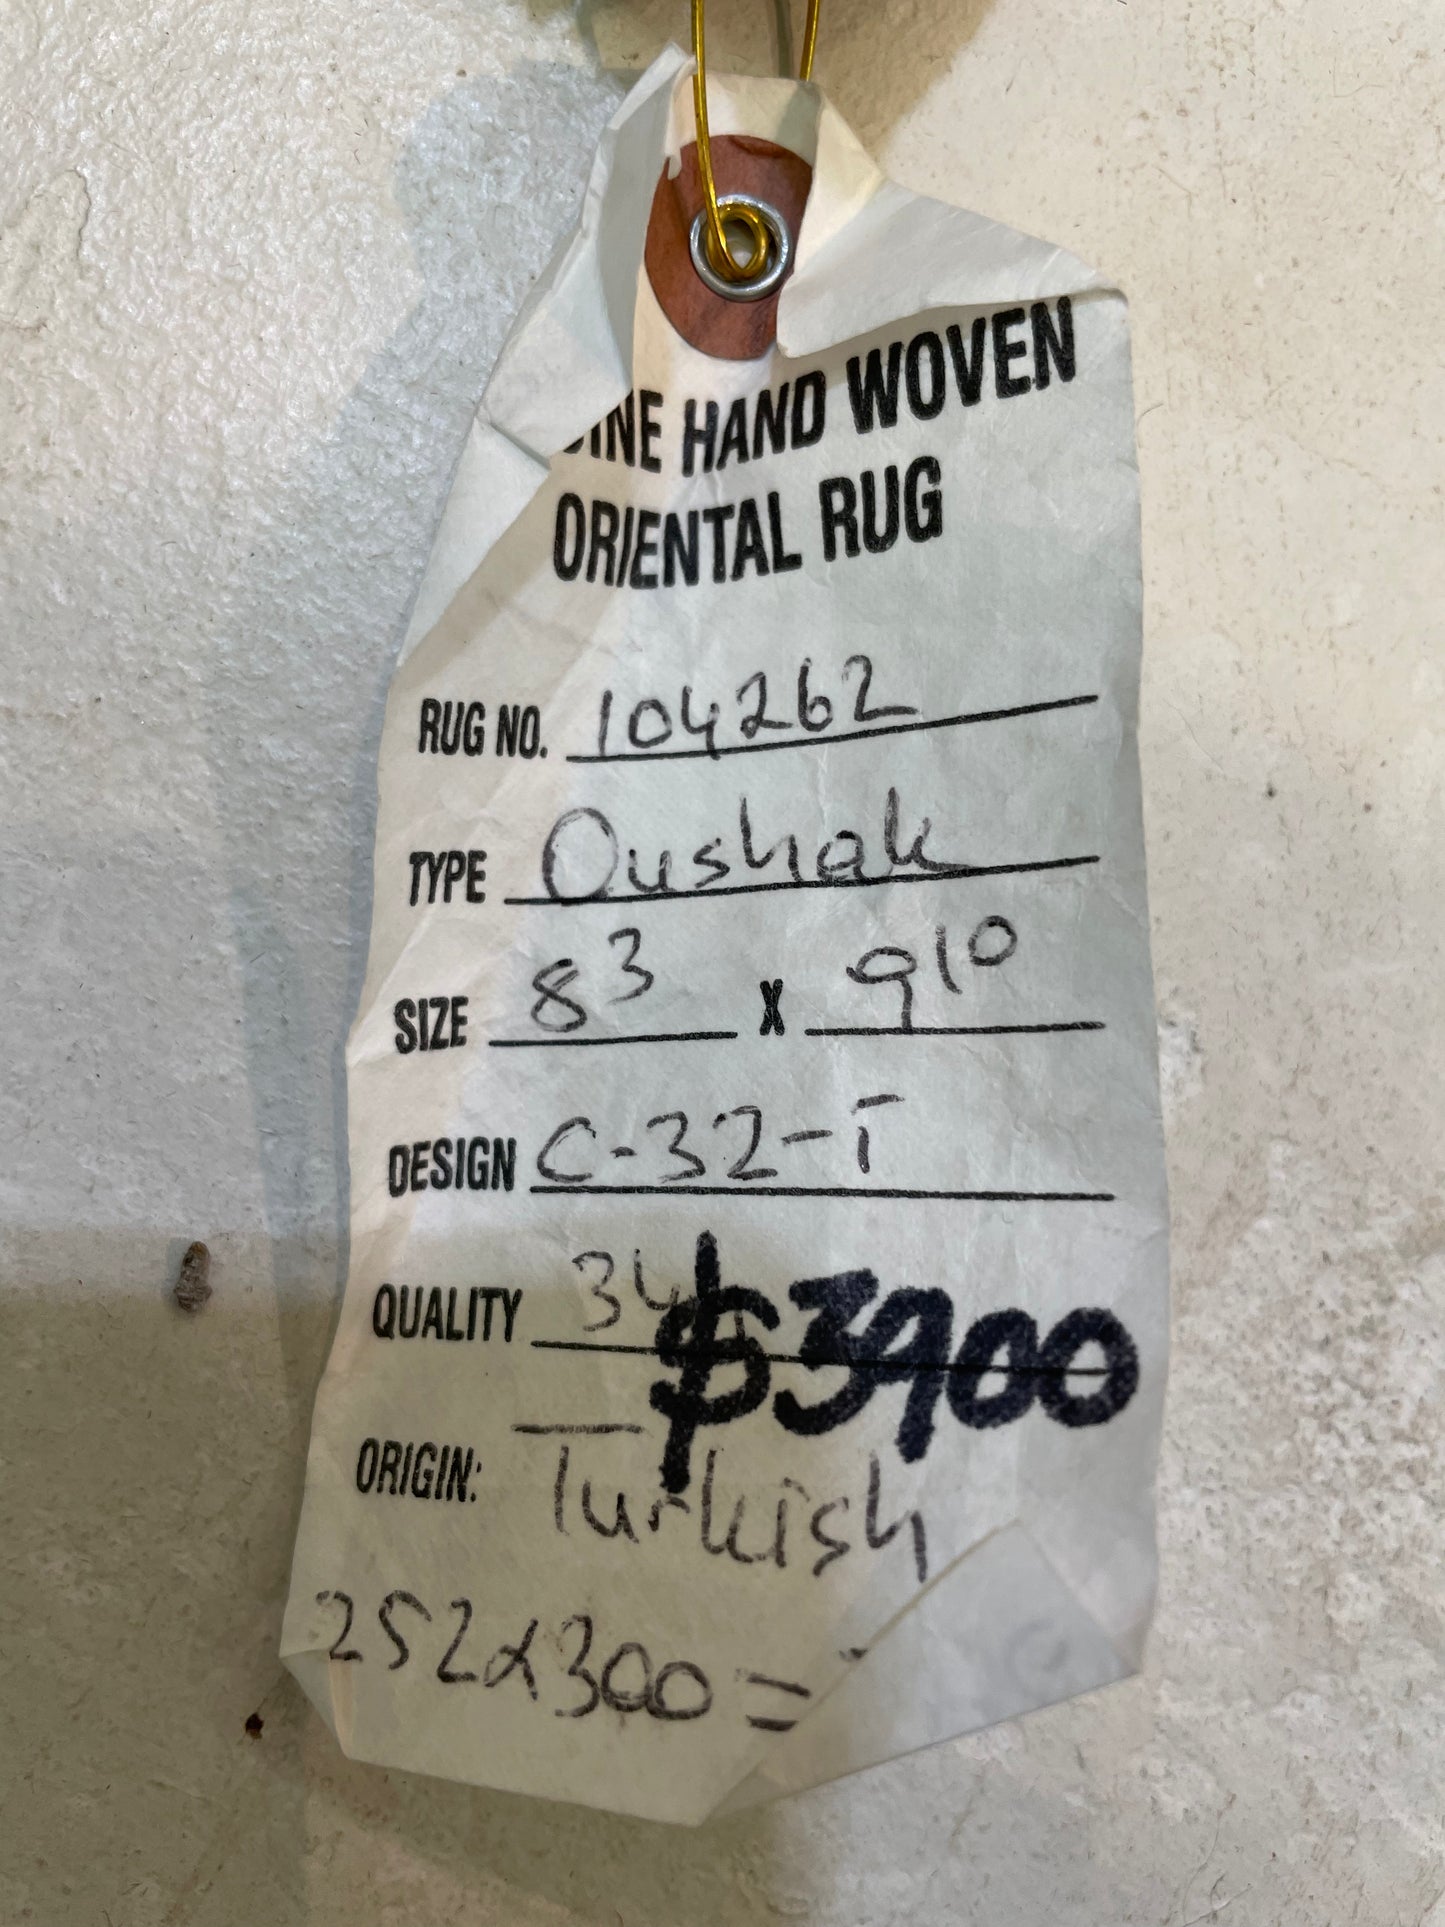 HAND WOVEN
ORIENTAL RUG
RUG NO. 104262
TYPE Oushak
SIZE 8³ x 9¹⁰
DESIGN C-32-T
QUALITY
$3900
ORIGIN: Turkish
252x300=